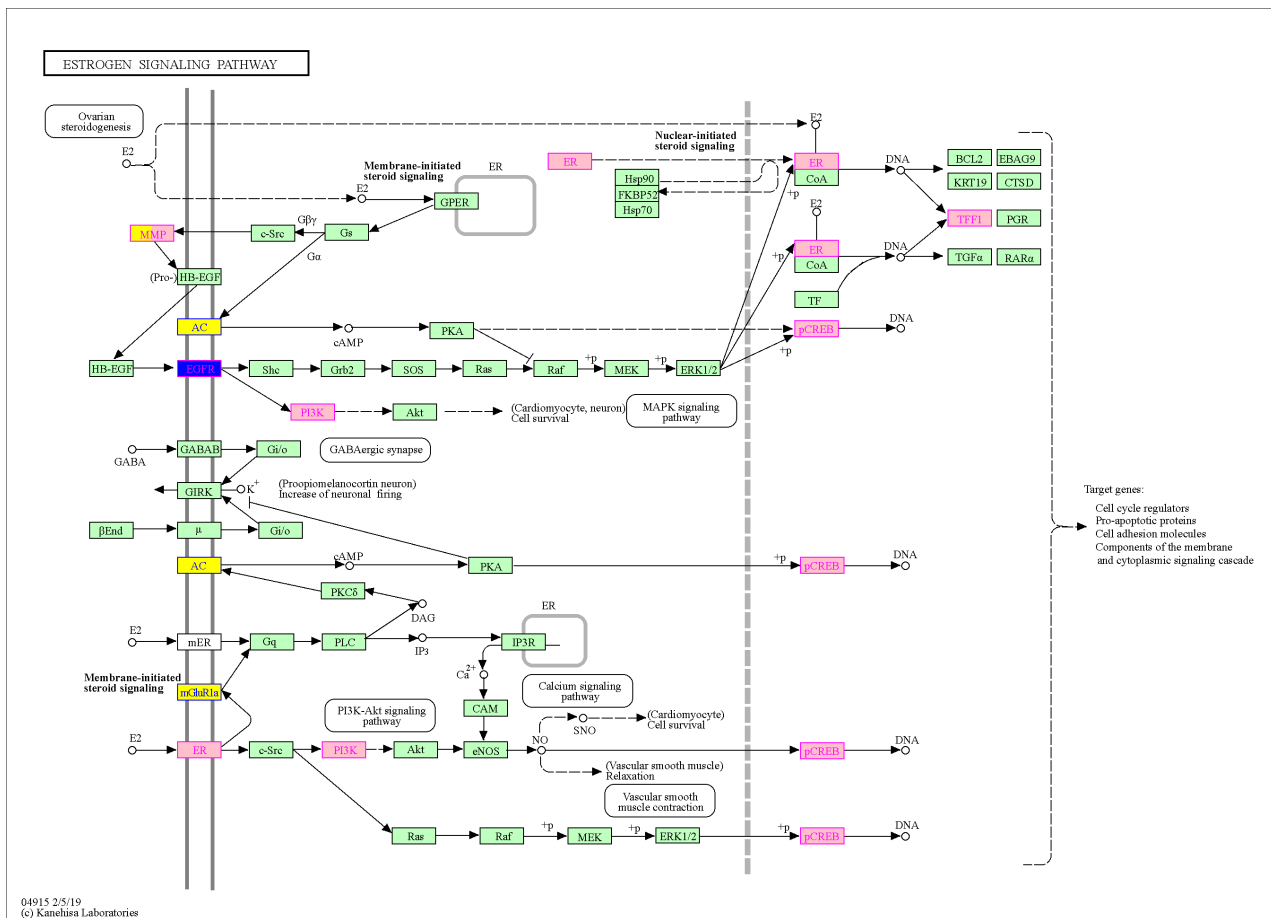 ESTROGEN SIGNALING PATHWAY
Ovarian
steroidogenesis
E2
E2
Membrane-initiated
steroid signaling
ER
GPER
E2
Nuclear-initiated
steroid signaling
ER
Hsp90
FKBP52
Hsp70
E2
ER
CoA
+p
DNA
BCL2
EBAG9
KRT19
CTSD
TFF1
PGR
TGFα
RARα
E2
ER
CoA
+p
DNA
TF
MMP
c-Src
Gβγ
Gs
Gα
(Pro-)
HB-EGF
AC
cAMP
PKA
pCREB
+p
DNA
HB-EGF
EGFR
Shc
Grb2
SOS
Ras
Raf
+p
MEK
+p
ERK1/2
PI3K
Akt
(Cardiomyocyte, neuron)
Cell survival
MAPK signaling
pathway
GABA
GABAB
Gi/o
GABAergic synapse
GIRK
K+
(Proopiomelanocortin neuron)
Increase of neuronal firing
βEnd
μ
Gi/o
AC
cAMP
PKA
+p
pCREB
DNA
PKCδ
DAG
E2
mER
Gq
PLC
IP3
ER
IP3R
Ca2+
Membrane-initiated
steroid signaling
mGluR1a
PI3K-Akt signaling
pathway
CAM
Calcium signaling
pathway
SNO
(Cardiomyocyte)
Cell survival
E2
ER
c-Src
PI3K
Akt
eNOS
NO
+p
pCREB
DNA
(Vascular smooth muscle)
Relaxation
Vascular smooth
muscle contraction
Ras
Raf
+p
MEK
+p
ERK1/2
+p
pCREB
DNA
Target genes:
Cell cycle regulators
Pro-apoptotic proteins
Cell adhesion molecules
Components of the membrane
and cytoplasmic signaling cascade
04915 2/5/19
(c) Kanehisa Laboratories